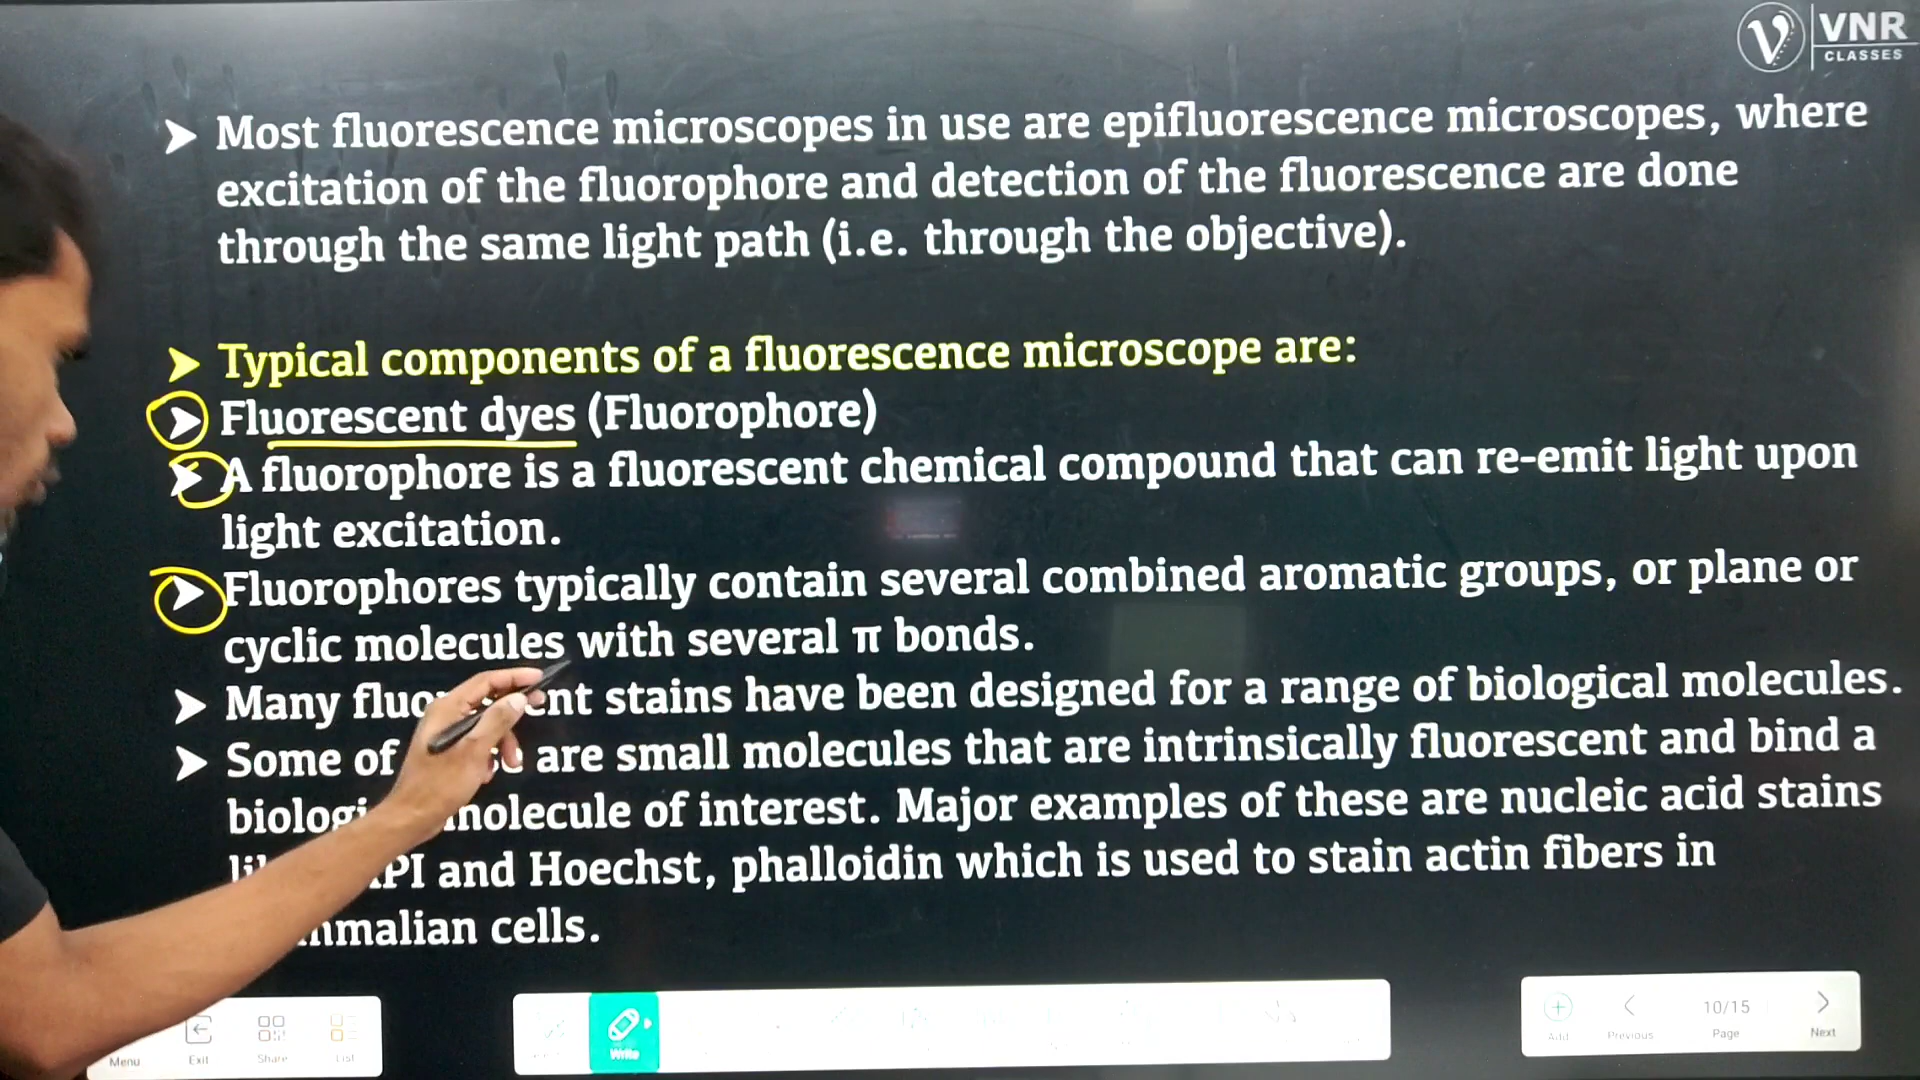 VNR
CLASSES
➤ Most fluorescence microscopes in use are epifluorescence microscopes, where
excitation of the fluorophore and detection of the fluorescence are done
through the same light path (i.e. through the objective).
➤ Typical components of a fluorescence microscope are:
➤ Fluorescent dyes (Fluorophore)
➤ A fluorophore is a fluorescent chemical compound that can re-emit light upon
light excitation.
➤ Fluorophores typically contain several combined aromatic groups, or plane or
cyclic molecules with several π bonds.
➤ Many stains have been designed for a range of biological molecules.
➤ Some of are small molecules that are intrinsically fluorescent and bind a
molecule of interest. Major examples of these are nucleic acid stains
and Hoechst, phalloidin which is used to stain actin fibers in
cells.
Menu
Exit
Share
List
Write
Add
Previous
10/15
Page
Next